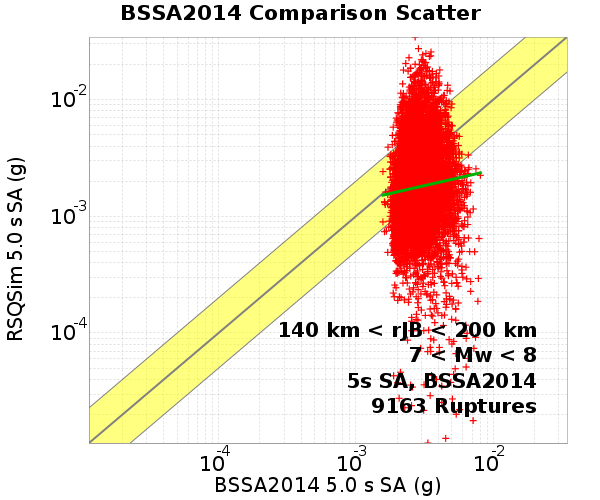 BSSA2014 Comparison Scatter
RSQSim 5.0 s SA (g)
10-2
10-3
10-4
140 km < rJB < 200 km
7 < Mw < 8
5s SA, BSSA2014
9163 Ruptures
10-4
10-3
10-2
BSSA2014 5.0 s SA (g)